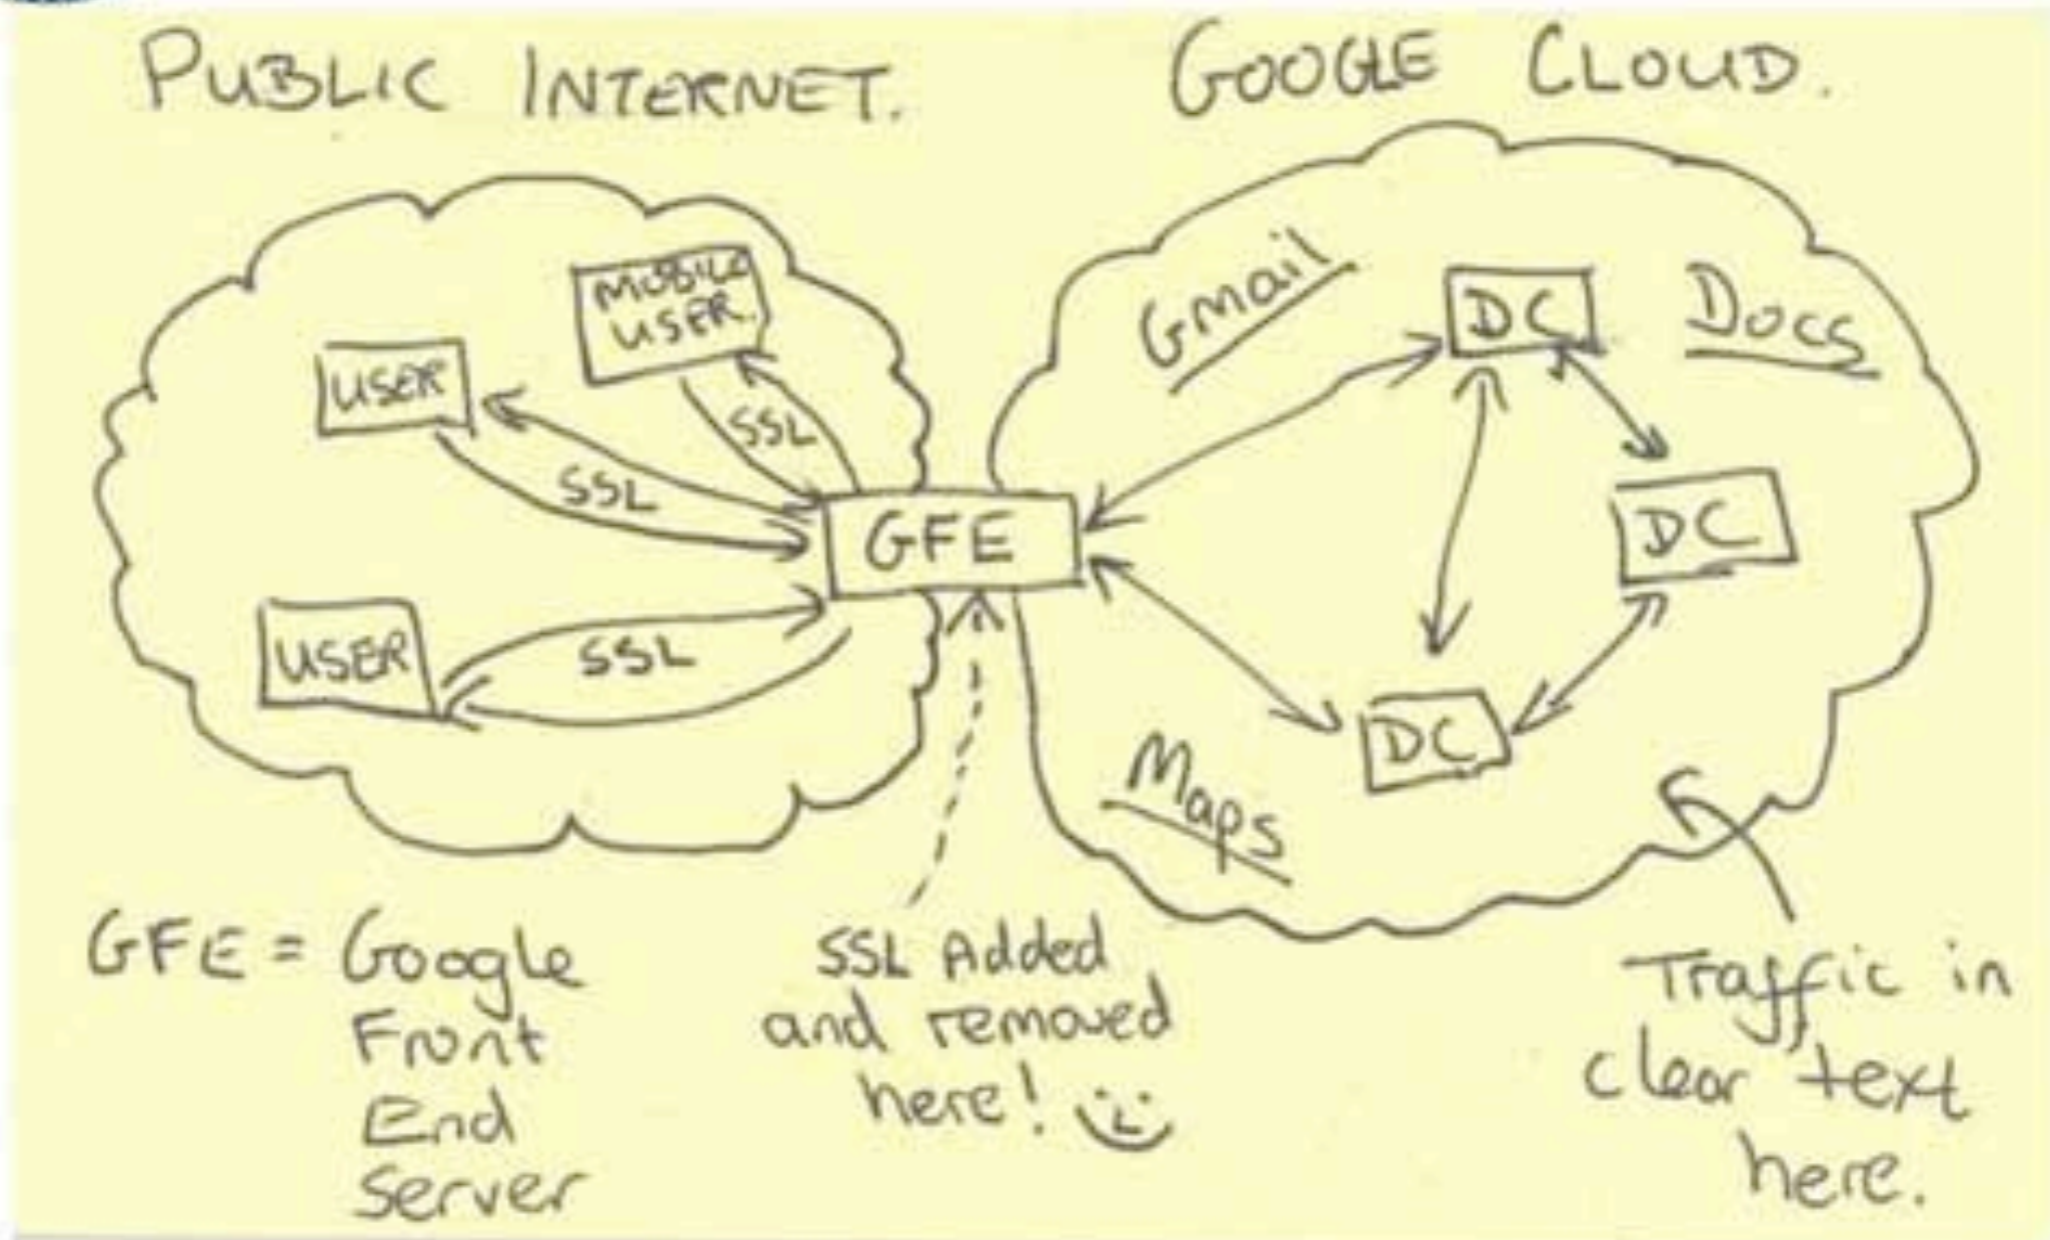 PUBLIC INTERNET.
GOOGLE CLOUD.
MOBILE
USER.
USER
SSL
SSL
USER
SSL
GFE
Gmail
DC
Docs
DC
DC
Maps
GFE = Google
Front
End
Server
SSL Added
and removed
here!
Traffic in
clear text
here.